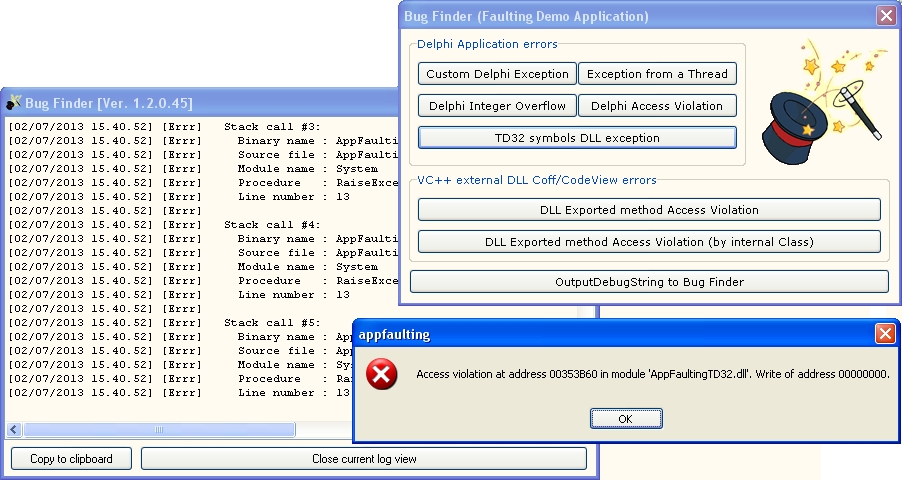 Bug Finder (Faulting Demo Application)
Delphi Application errors
Custom Delphi Exception
Exception from a Thread
Delphi Integer Overflow
Delphi Access Violation
TD32 symbols DLL exception
VC++ external DLL Coff/CodeView errors
DLL Exported method Access Violation
DLL Exported method Access Violation (by internal Class)
OutputDebugString to Bug Finder
Bug Finder [Ver. 1.2.0.45]
[02/07/2013 15.40.52] [Errr] Stack call #3:
[02/07/2013 15.40.52] [Errr] Binary name : AppFaulti
[02/07/2013 15.40.52] [Errr] Source file : AppFaulti
[02/07/2013 15.40.52] [Errr] Module name : System
[02/07/2013 15.40.52] [Errr] Procedure : RaiseExce
[02/07/2013 15.40.52] [Errr] Line number : 13
[02/07/2013 15.40.52] [Errr]
[02/07/2013 15.40.52] [Errr] Stack call #4:
[02/07/2013 15.40.52] [Errr] Binary name : AppFaulti
[02/07/2013 15.40.52] [Errr] Source file : AppFaulti
[02/07/2013 15.40.52] [Errr] Module name : System
[02/07/2013 15.40.52] [Errr] Procedure : RaiseExce
[02/07/2013 15.40.52] [Errr] Line number : 13
[02/07/2013 15.40.52] [Errr]
[02/07/2013 15.40.52] [Errr] Stack call #5:
[02/07/2013 15.40.52] [Errr] Binary name : Ap
[02/07/2013 15.40.52] [Errr] Source file : Ap
[02/07/2013 15.40.52] [Errr] Module name : Sy
[02/07/2013 15.40.52] [Errr] Procedure : Ra
[02/07/2013 15.40.52] [Errr] Line number : 13
Copy to clipboard
Close current log view
appfaulting
Access violation at address 00353B60 in module 'AppFaultingTD32.dll'. Write of address 00000000.
OK